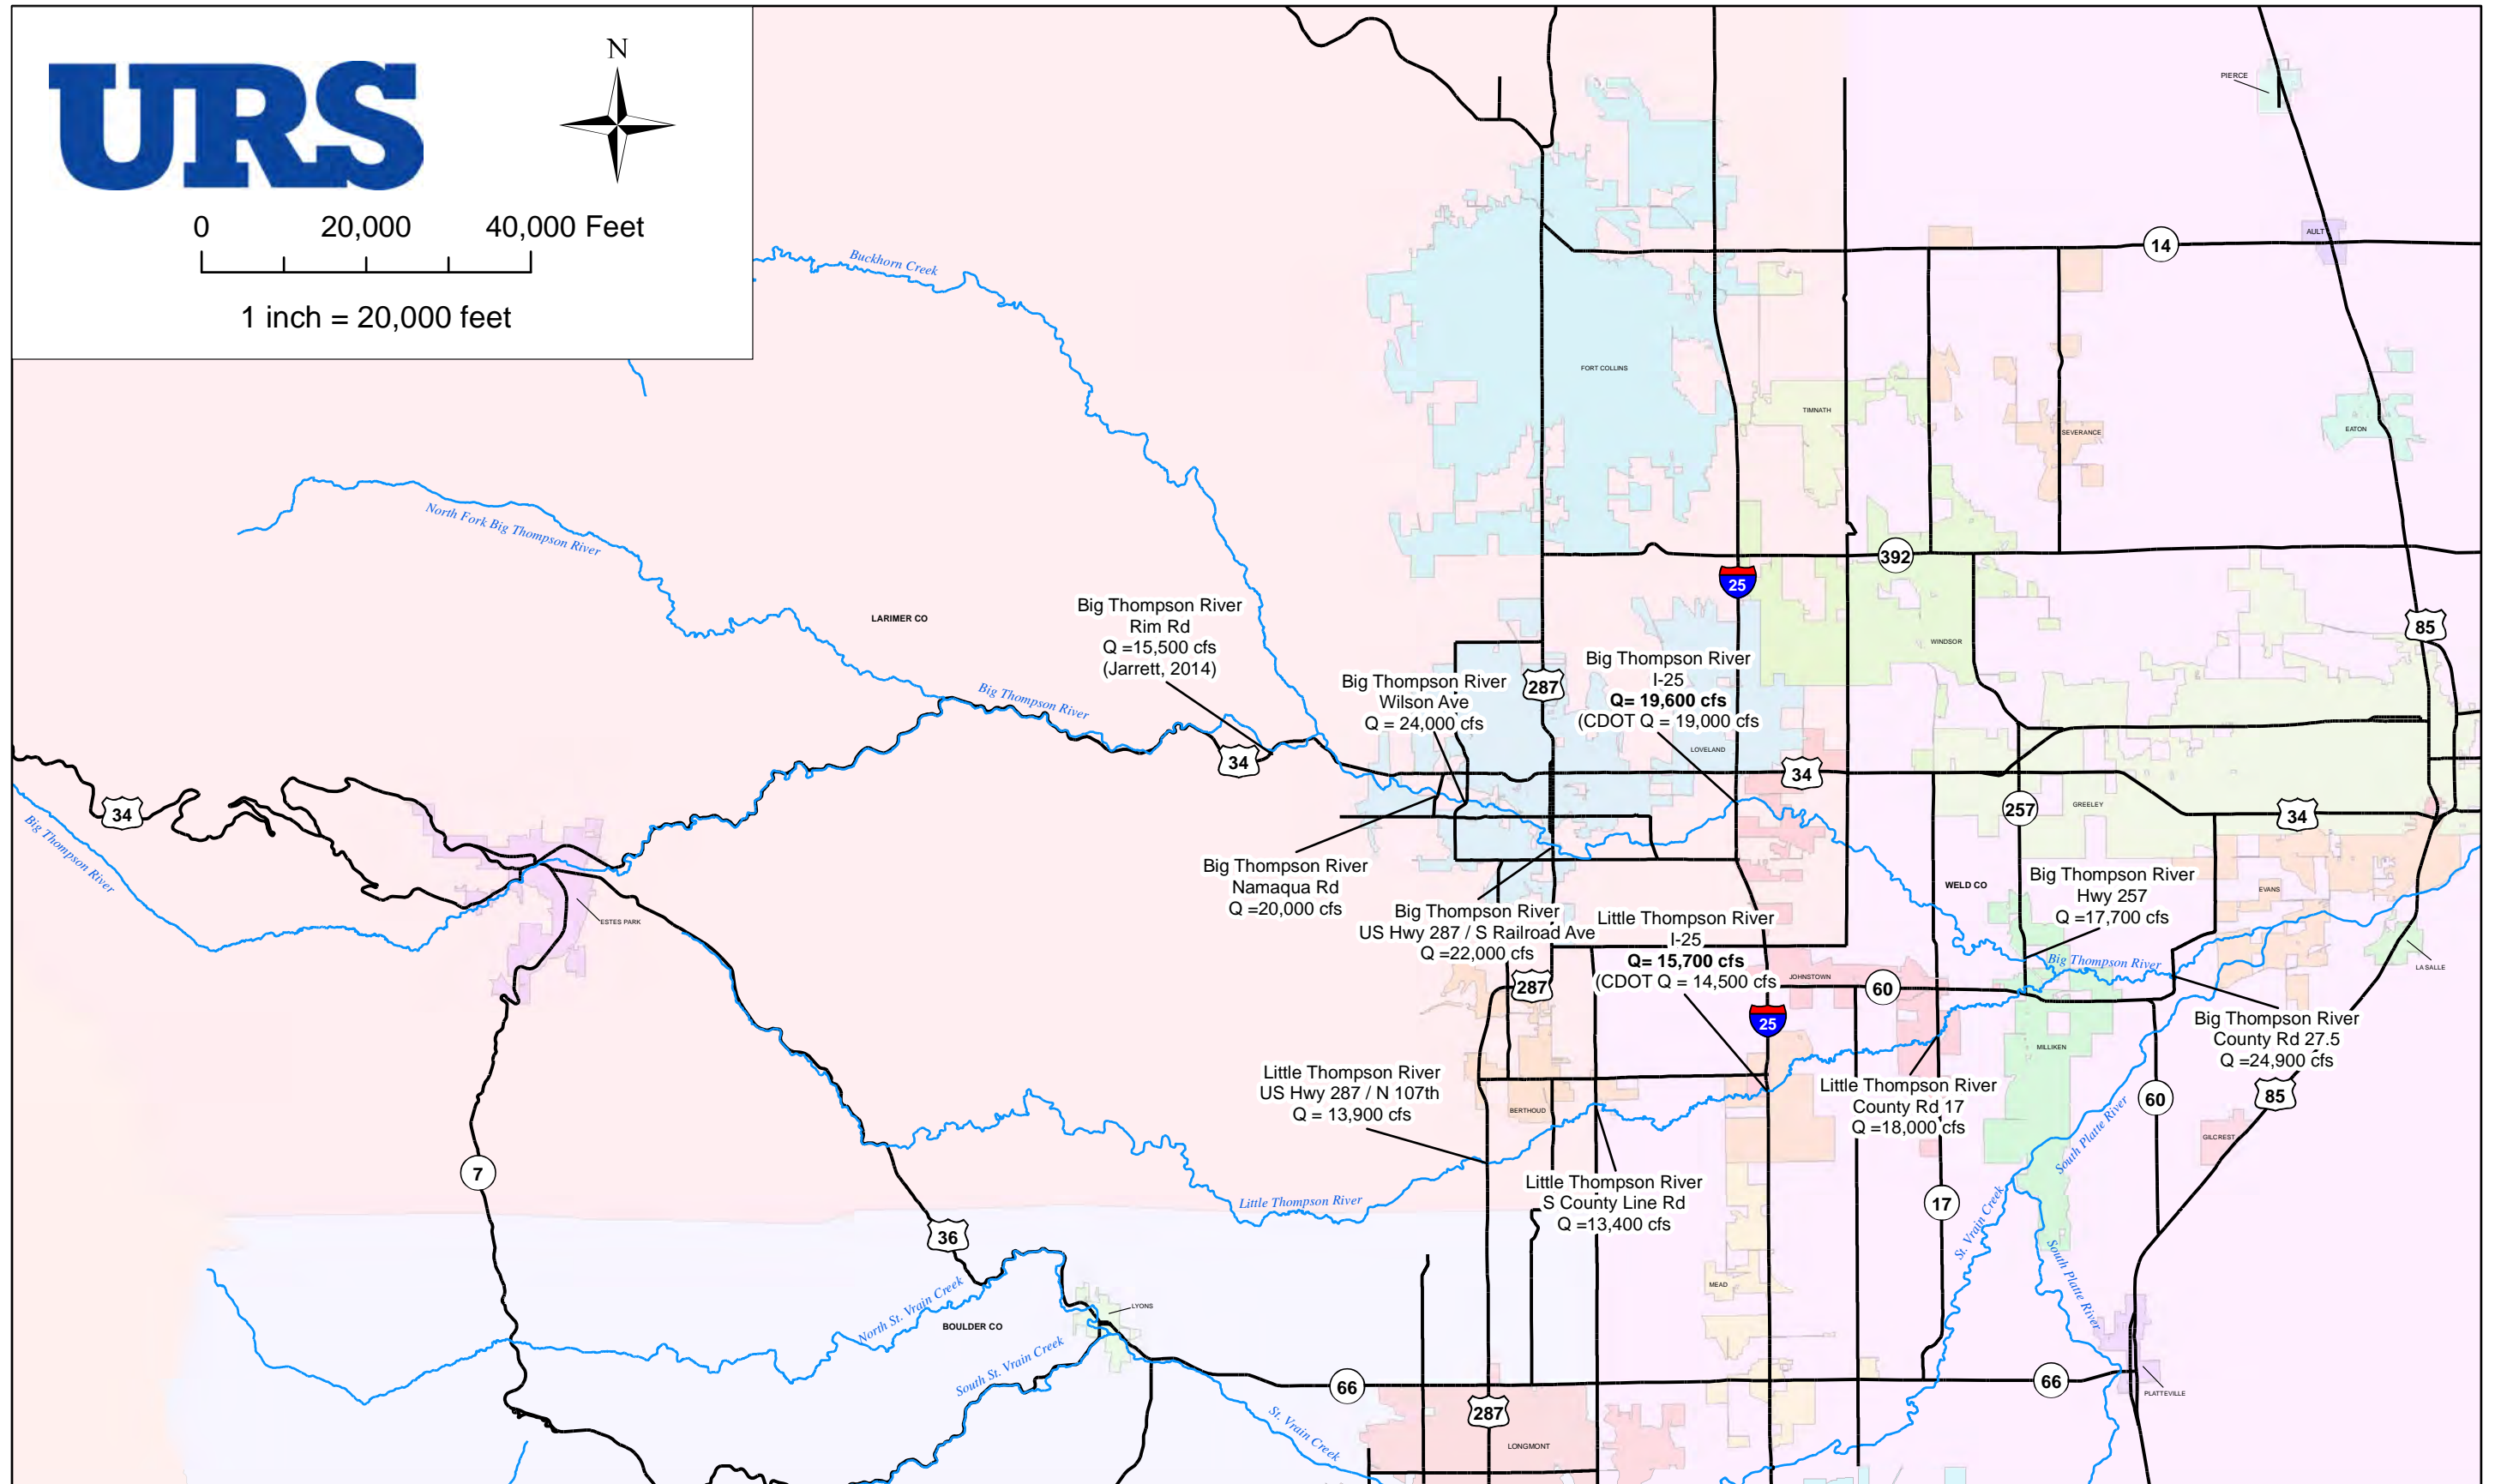 URS
N
0 20,000 40,000 Feet
1 inch = 20,000 feet
PIERCE
Buckhorn Creek
14
AULT
FORT COLLINS
TIMNATH
SEVERANCE
EATON
North Fork Big Thompson River
392
25
LARIMER CO
Big Thompson River
Rim Rd
Q =15,500 cfs
(Jarrett, 2014)
WINDSOR
85
Big Thompson River
Wilson Ave
Q = 24,000 cfs
287
Big Thompson River
I-25
Q= 19,600 cfs
(CDOT Q = 19,000 cfs
Big Thompson River
LOVELAND
34
34
34
257
GREELEY
34
Big Thompson River
Big Thompson River
Namaqua Rd
Q =20,000 cfs
ESTES PARK
Big Thompson River
US Hwy 287 / S Railroad Ave
Q =22,000 cfs
Little Thompson River
I-25
Q= 15,700 cfs
(CDOT Q = 14,500 cfs
WELD CO
Big Thompson River
Hwy 257
Q =17,700 cfs
EVANS
Big Thompson River
LA SALLE
287
JOHNSTOWN
60
25
Big Thompson River
County Rd 27.5
Q =24,900 cfs
MILLIKEN
Little Thompson River
US Hwy 287 / N 107th
Q = 13,900 cfs
BERTHOUD
Little Thompson River
County Rd 17
Q =18,000 cfs
60
85
GILCREST
South Platte River
7
Little Thompson River
Little Thompson River
S County Line Rd
Q =13,400 cfs
17
St. Vrain Creek
South Platte River
36
MEAD
North St. Vrain Creek
LYONS
BOULDER CO
South St. Vrain Creek
66
66
PLATTEVILLE
287
St. Vrain Creek
LONGMONT